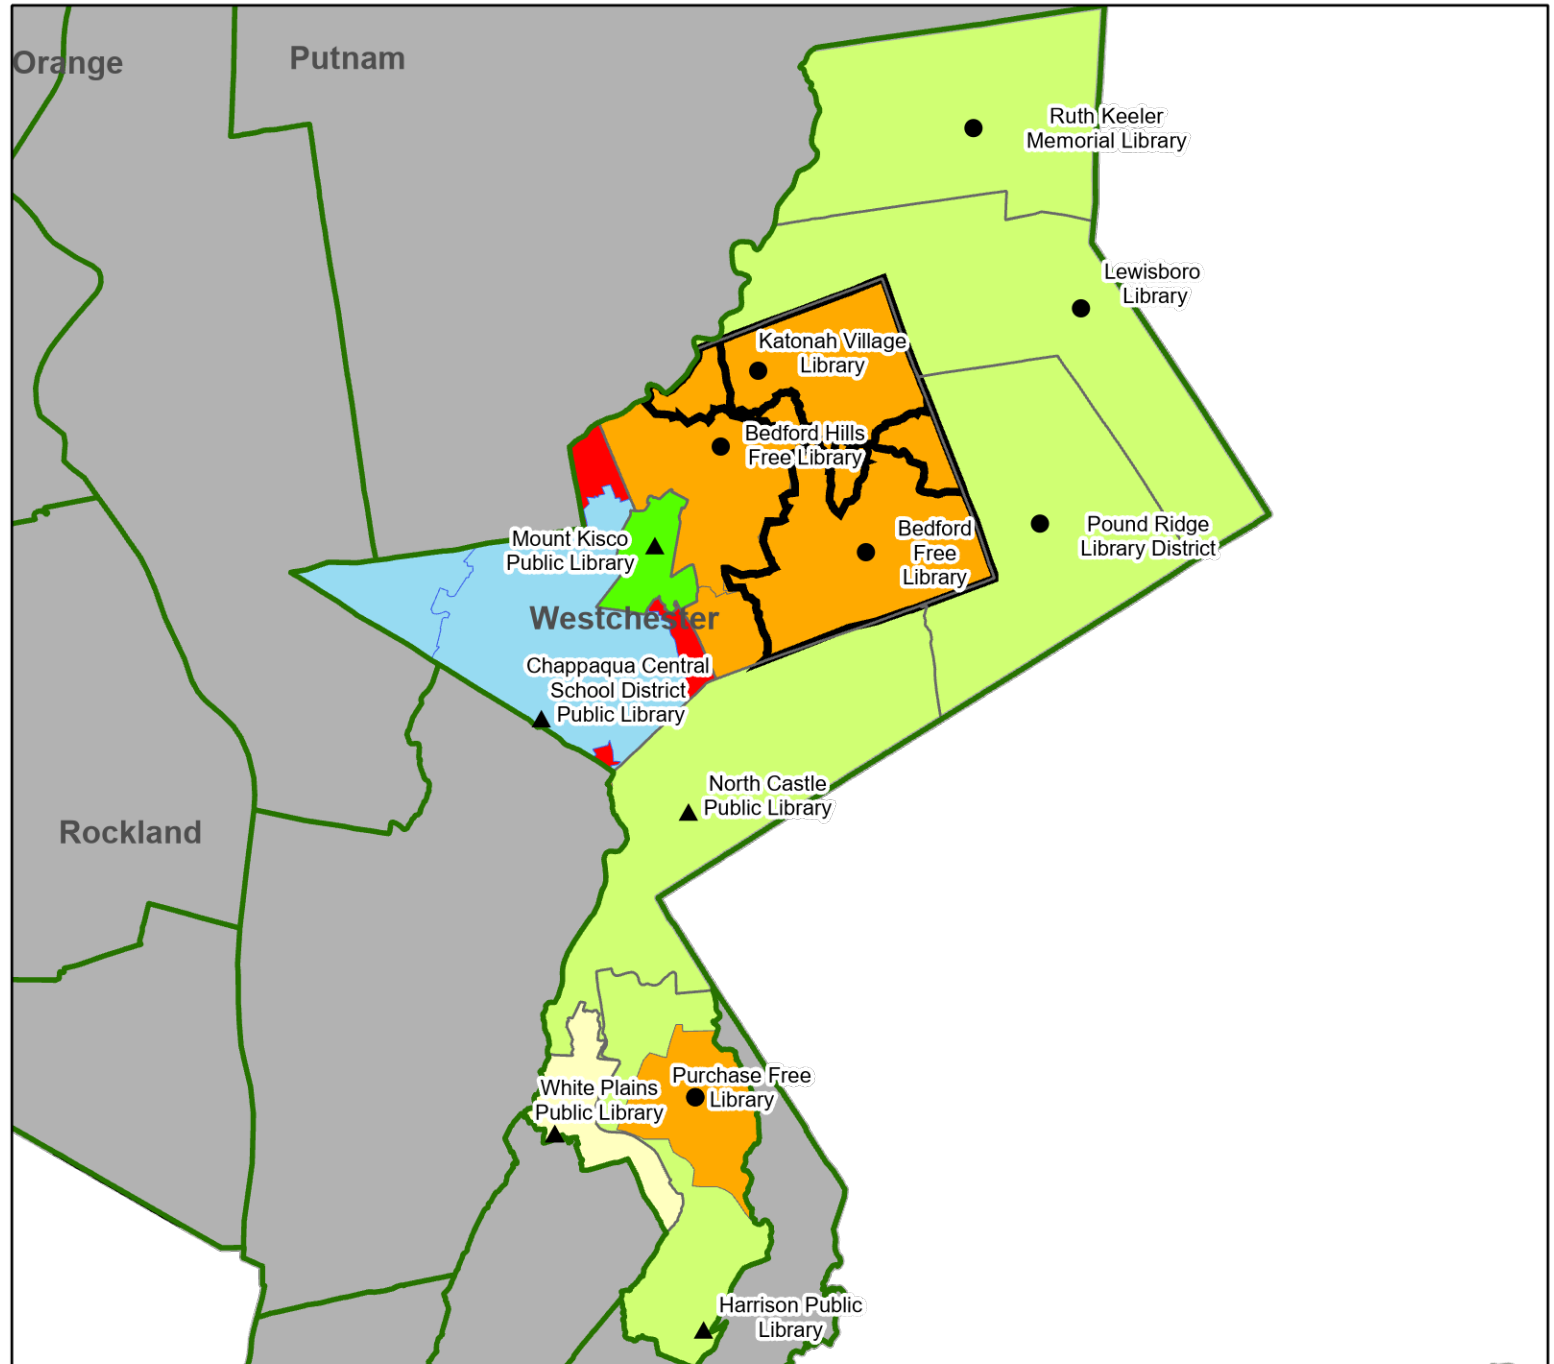 Orange
Putnam
Ruth Keeler
Memorial Library
Lewisboro
Library
Katonah Village
Library
Bedford Hills
Free Library
Bedford
Free
Library
Pound Ridge
Library District
Mount Kisco
Public Library
Westchester
Chappaqua Central
School District
Public Library
North Castle
Public Library
Rockland
Purchase Free
Library
White Plains
Public Library
Harrison Public
Library